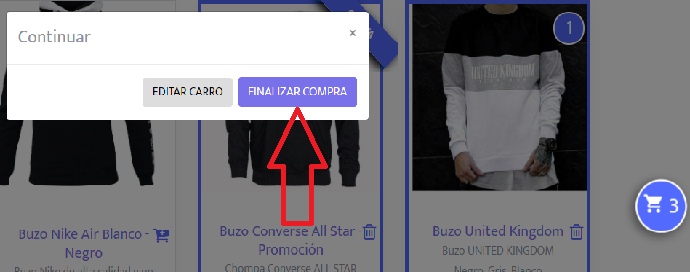 Continuar
×
EDITAR CARRO
FINALIZAR COMPRA
1
UNITED KINGDOM
3
Buzo Nike Air Blanco -
Negro
Buzo Converse All Star
Promoción
Chompa Converse ALL STAR
Buzo United Kingdom
Buzo UNITED KINGDOM
Negro, Gris, Blanco